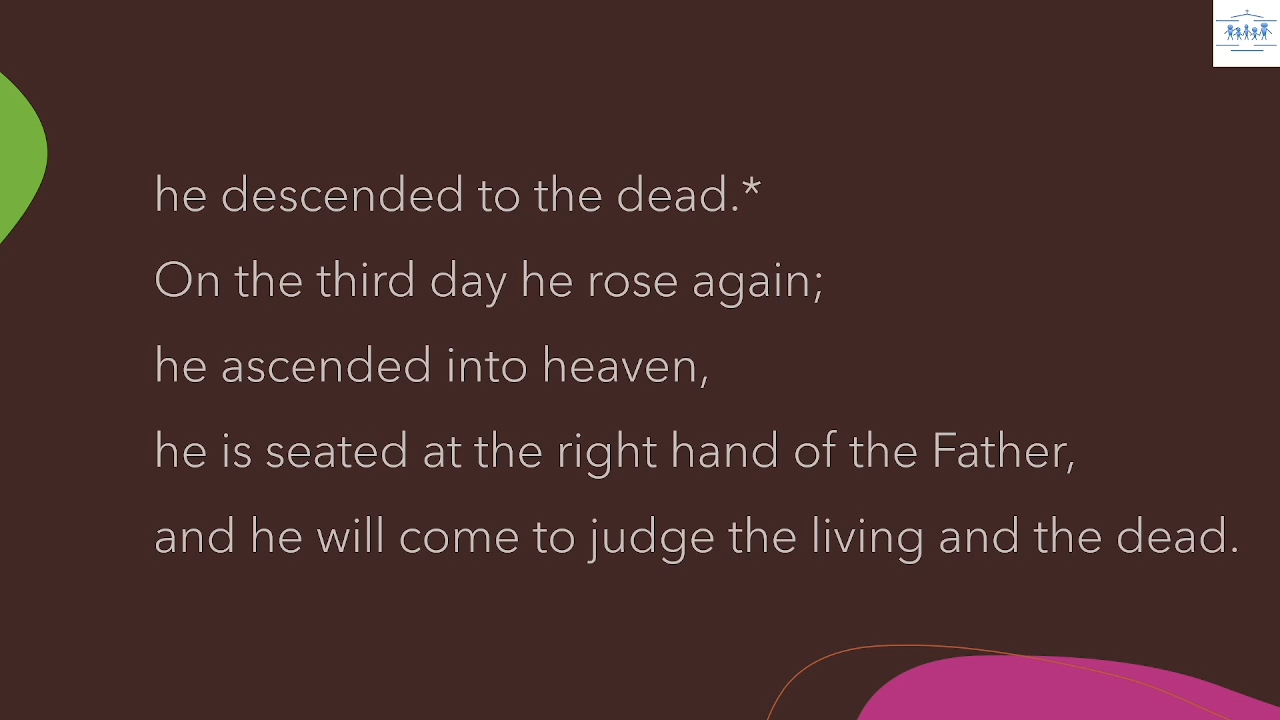 he descended to the dead.*
On the third day he rose again;
he ascended into heaven,
he is seated at the right hand of the Father,
and he will come to judge the living and the dead.